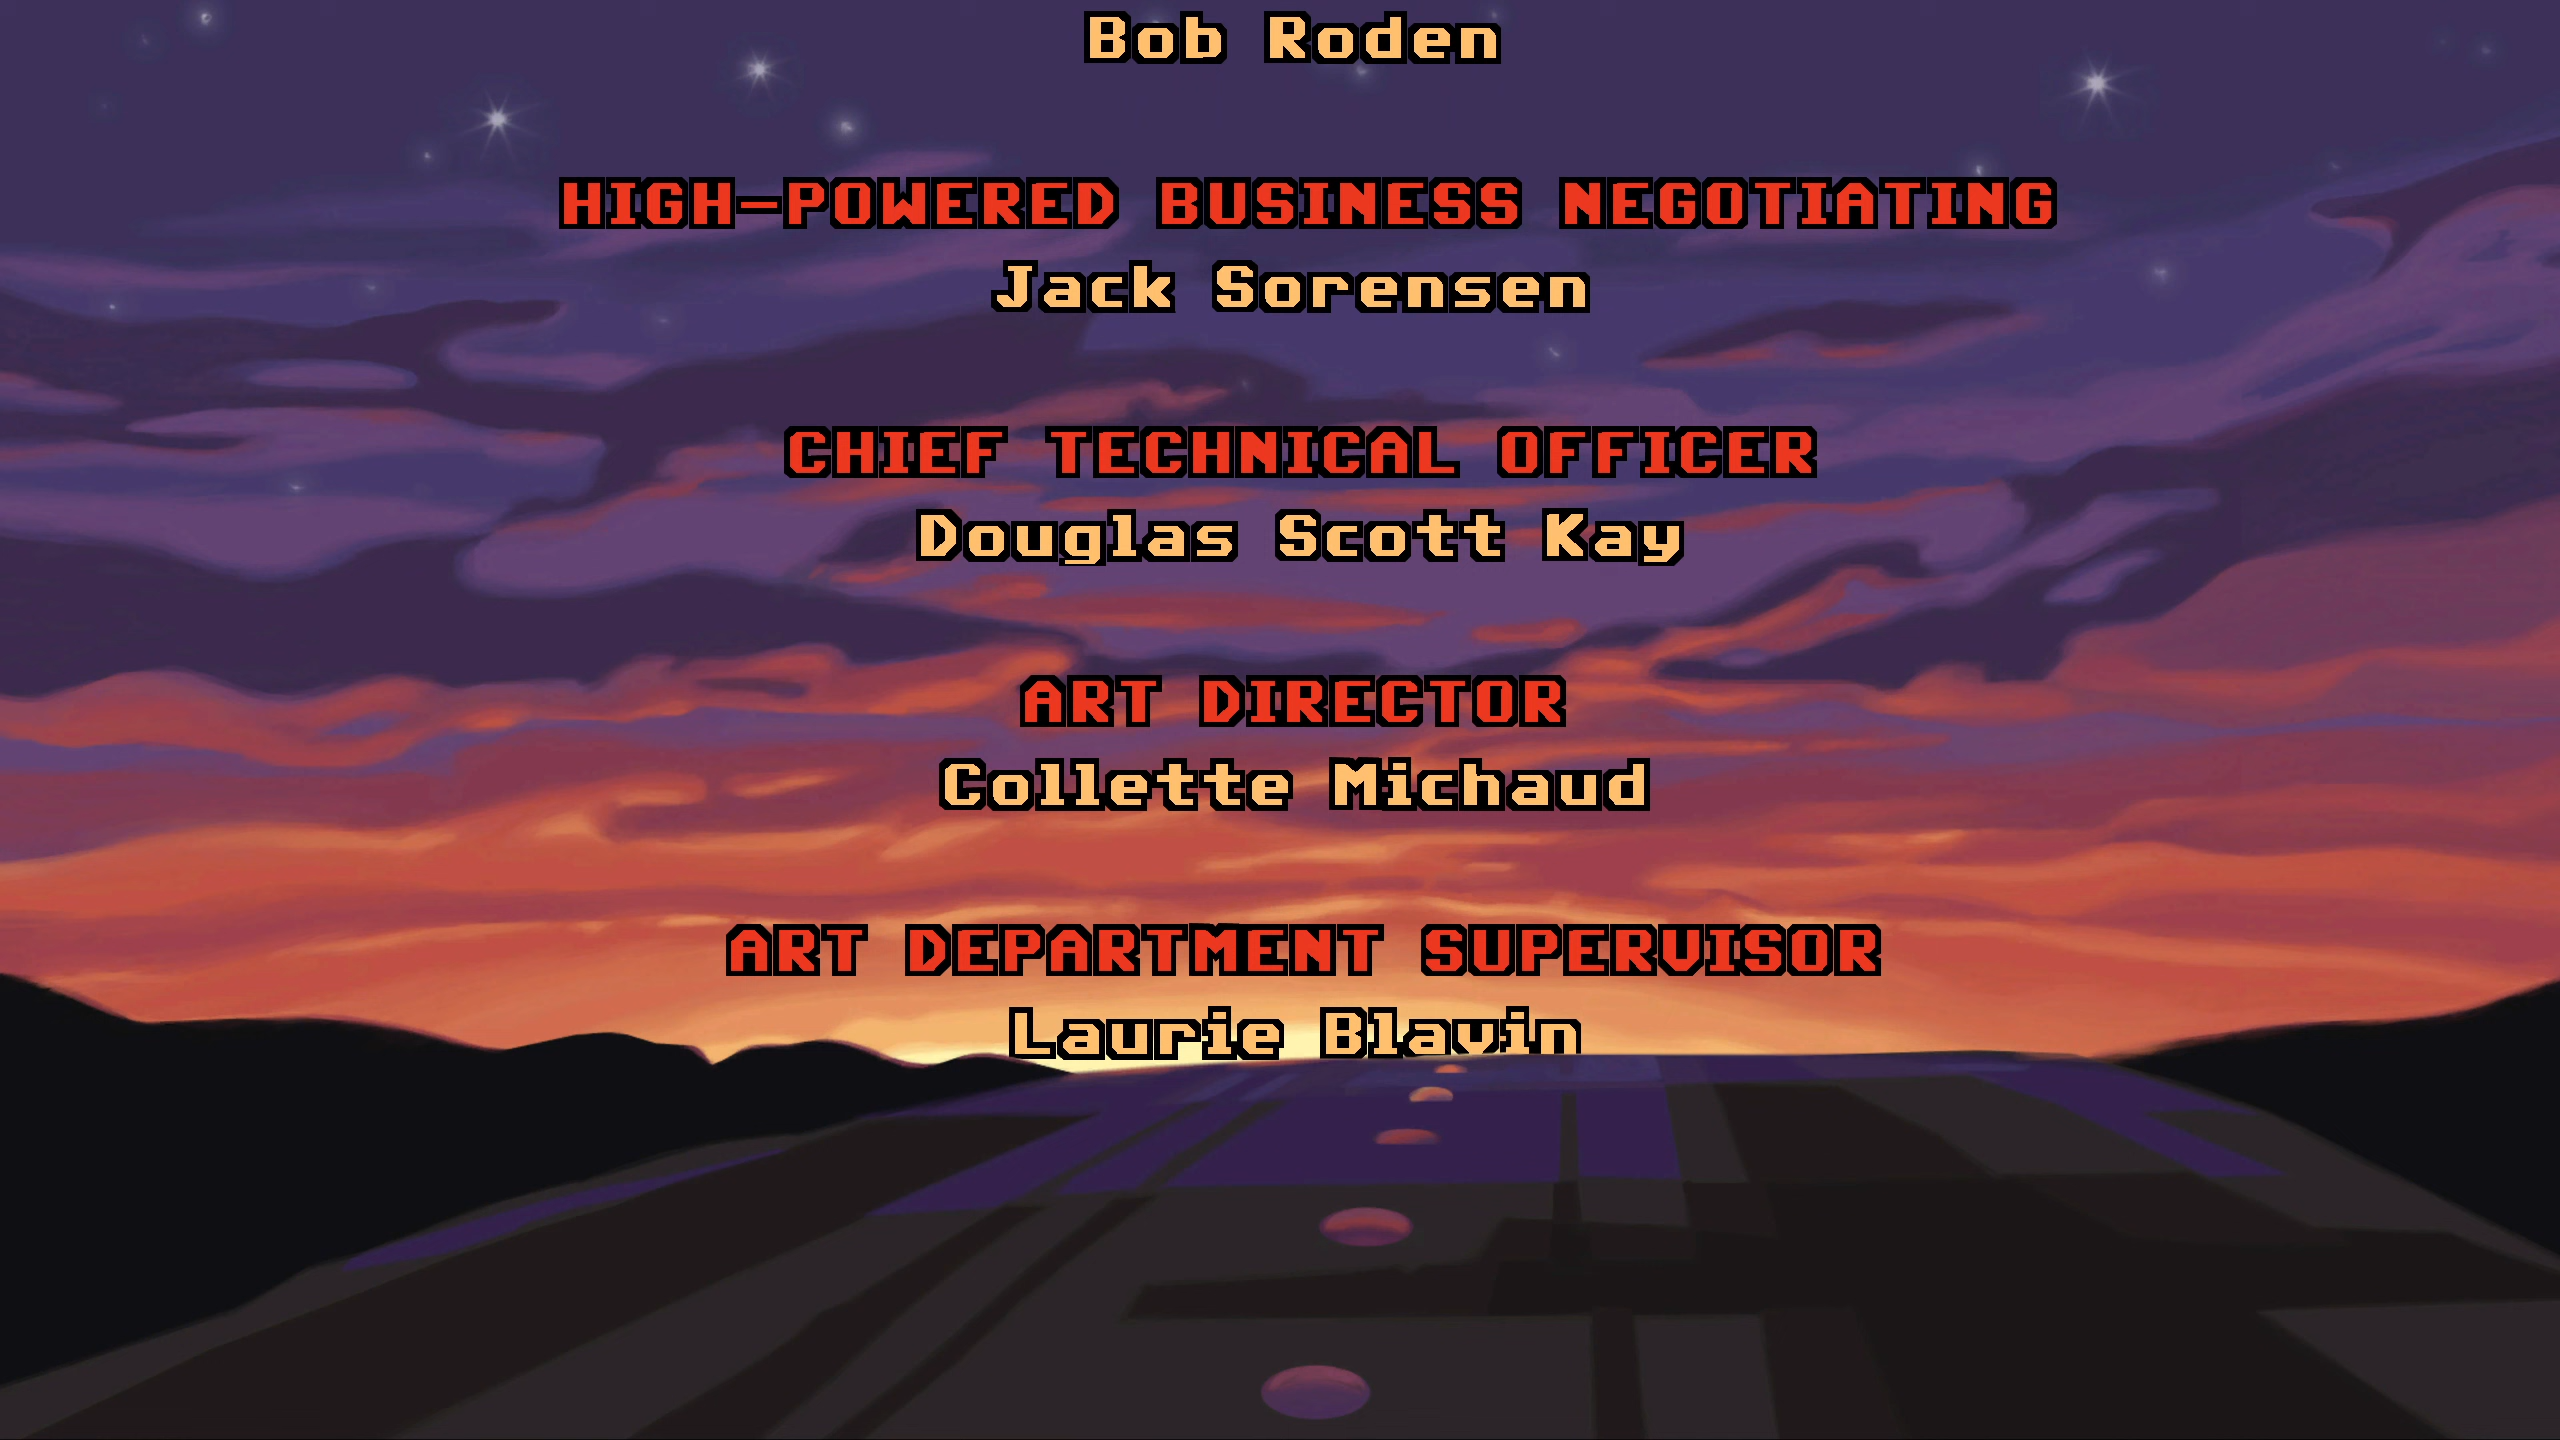 Bob Roden
HIGH-POWERED BUSINESS NEGOTIATING
Jack Sorensen
CHIEF TECHNICAL OFFICER
Douglas Scott Kay
ART DIRECTOR
Collette Michaud
ART DEPARTMENT SUPERVISOR
Laurie Blavin